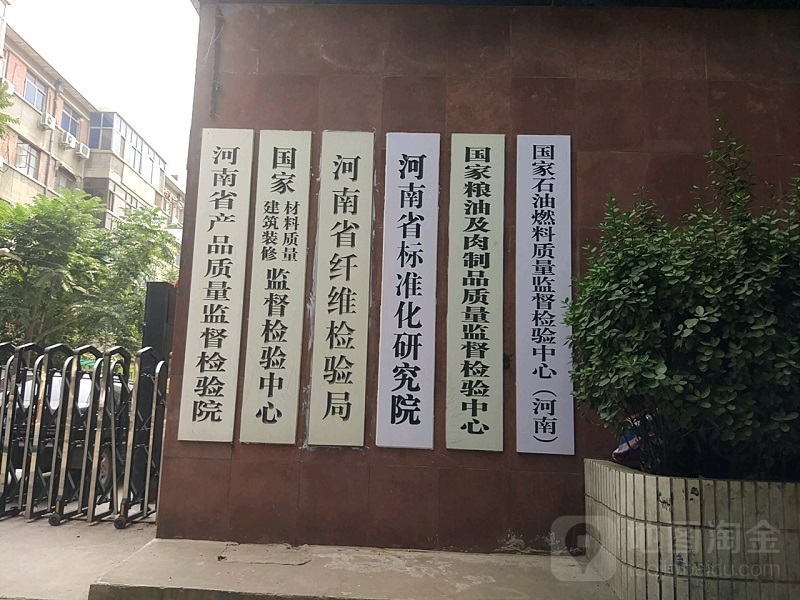 河南省产品质量监督检验院
国家建筑装修材料质量监督检验中心
河南省纤维检验局
河南省标准化研究院
国家粮油及肉制品质量监督检验中心
国家石油燃料质量监督检验中心（河南）
地图淘金